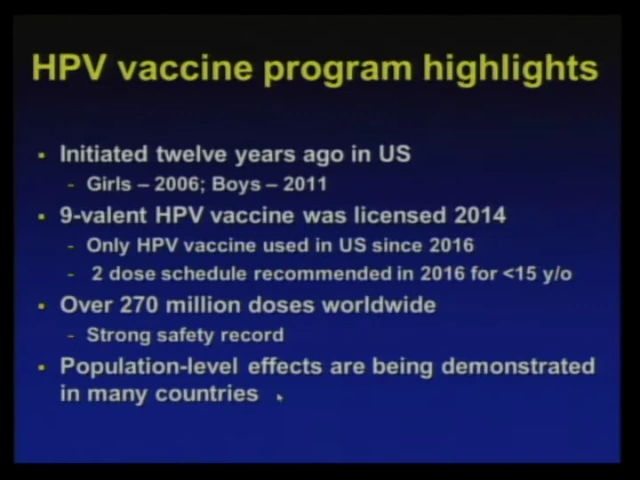 HPV vaccine program highlights
▪ Initiated twelve years ago in US
- Girls – 2006; Boys – 2011
▪ 9-valent HPV vaccine was licensed 2014
- Only HPV vaccine used in US since 2016
- 2 dose schedule recommended in 2016 for <15 y/o
▪ Over 270 million doses worldwide
- Strong safety record
▪ Population-level effects are being demonstrated
in many countries